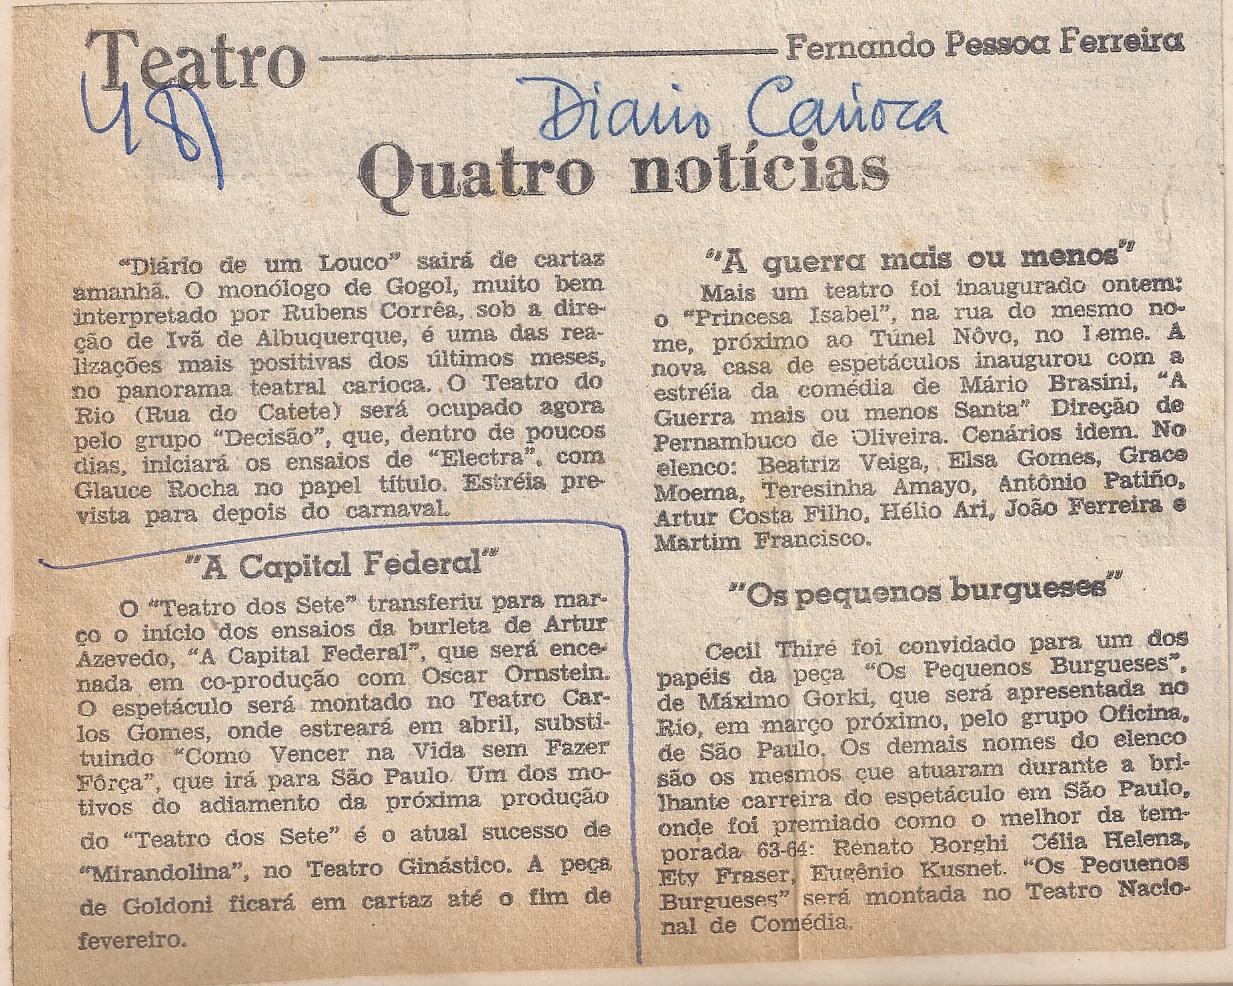 Teatro
Fernando Pessoa Ferreira
48)
Diario Carioca
Quatro notícias
"Diário de um Louco" sairá de cartaz
amanhã. O monólogo de Gogol, muito bem
interpretado por Rubens Corrêa, sob a dire-
ção de Ivã de Albuquerque, é uma das rea-
lizações mais positivas dos últimos meses,
no panorama teatral carioca. O Teatro do
Rio (Rua do Catete) será ocupado agora
pelo grupo "Decisão", que, dentro de poucos
dias, iniciará os ensaios de "Electra", com
Glauce Rocha no papel título. Estréia pre-
vista para depois do carnaval.
"A Capital Federal"
O "Teatro dos Sete" transferiu para mar-
ço o início dos ensaios da burleta de Artur
Azevedo, "A Capital Federal", que será ence-
nada em co-produção com Oscar Ornstein.
O espetáculo será montado no Teatro Car-
los Gomes, onde estreará em abril, substi-
tuindo "Como Vencer na Vida sem Fazer
Fôrça", que irá para São Paulo. Um dos mo-
tivos do adiamento da próxima produção
do "Teatro dos Sete" é o atual sucesso de
"Mirandolina", no Teatro Ginástico. A peça
de Goldoni ficará em cartaz até o fim de
fevereiro.
"A guerra mais ou menos"
Mais um teatro foi inaugurado ontem:
o "Princesa Isabel", na rua do mesmo no-
me, próximo ao Túnel Nôvo, no Leme. A
nova casa de espetáculos inaugurou com a
estréia da comédia de Mário Brasini, "A
Guerra mais ou menos Santa" Direção de
Pernambuco de Oliveira. Cenários idem. No
elenco: Beatriz Veiga, Elsa Gomes, Grace
Moema, Teresinha Amayo, Antônio Patiño,
Artur Costa Filho, Hélio Ari, João Ferreira e
Martim Francisco.
"Os pequenos burgueses"
Cecil Thiré foi convidado para um dos
papéis da peça "Os Pequenos Burgueses",
de Máximo Gorki, que será apresentada no
Rio, em março próximo, pelo grupo Oficina,
de São Paulo. Os demais nomes do elenco
são os mesmos que atuaram durante a bri-
lhante carreira do espetáculo em São Paulo,
onde foi premiado como o melhor da tem-
porada 63-64: Renato Borghi Célia Helena,
Ety Fraser, Eugênio Kusnet. "Os Pequenos
Burgueses" será montada no Teatro Nacio-
nal de Comédia.